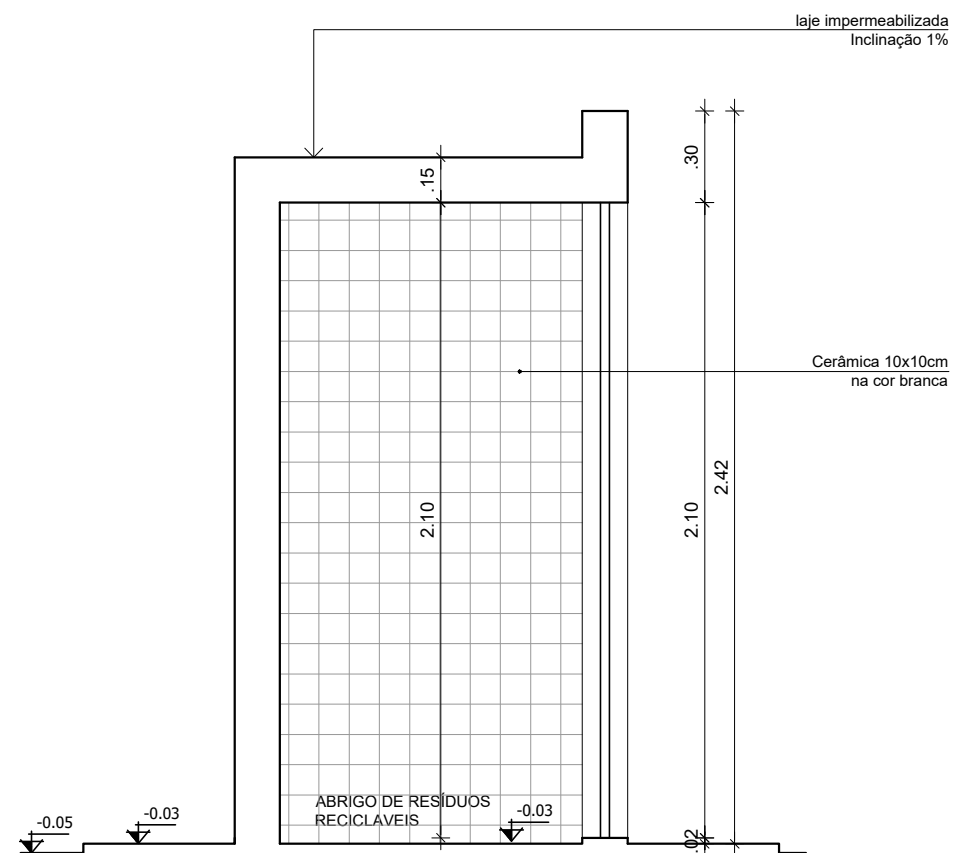 laje impermeabilizada
Inclinação 1%
.30
.15
Cerâmica 10x10cm
na cor branca
2.42
2.10
2.10
ABRIGO DE RESÍDUOS
RECICLAVEIS
-0.03
-0.03
-0.05
.02